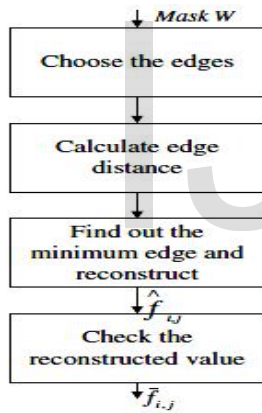 Mask W
Choose the edges
Calculate edge
distance
Find out the
minimum edge and
reconstruct
f̂ i,j
Check the
reconstructed value
f̄ i,j